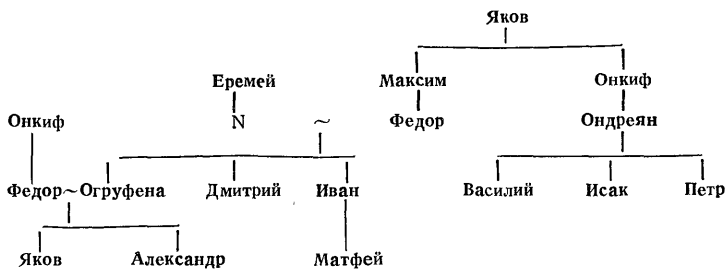 Яков
Еремей Максим Онкиф
Онкиф N ~ Федор Ондреян
Федор~Огруфена Дмитрий Иван Василий Исак Петр
Яков Александр Матфей